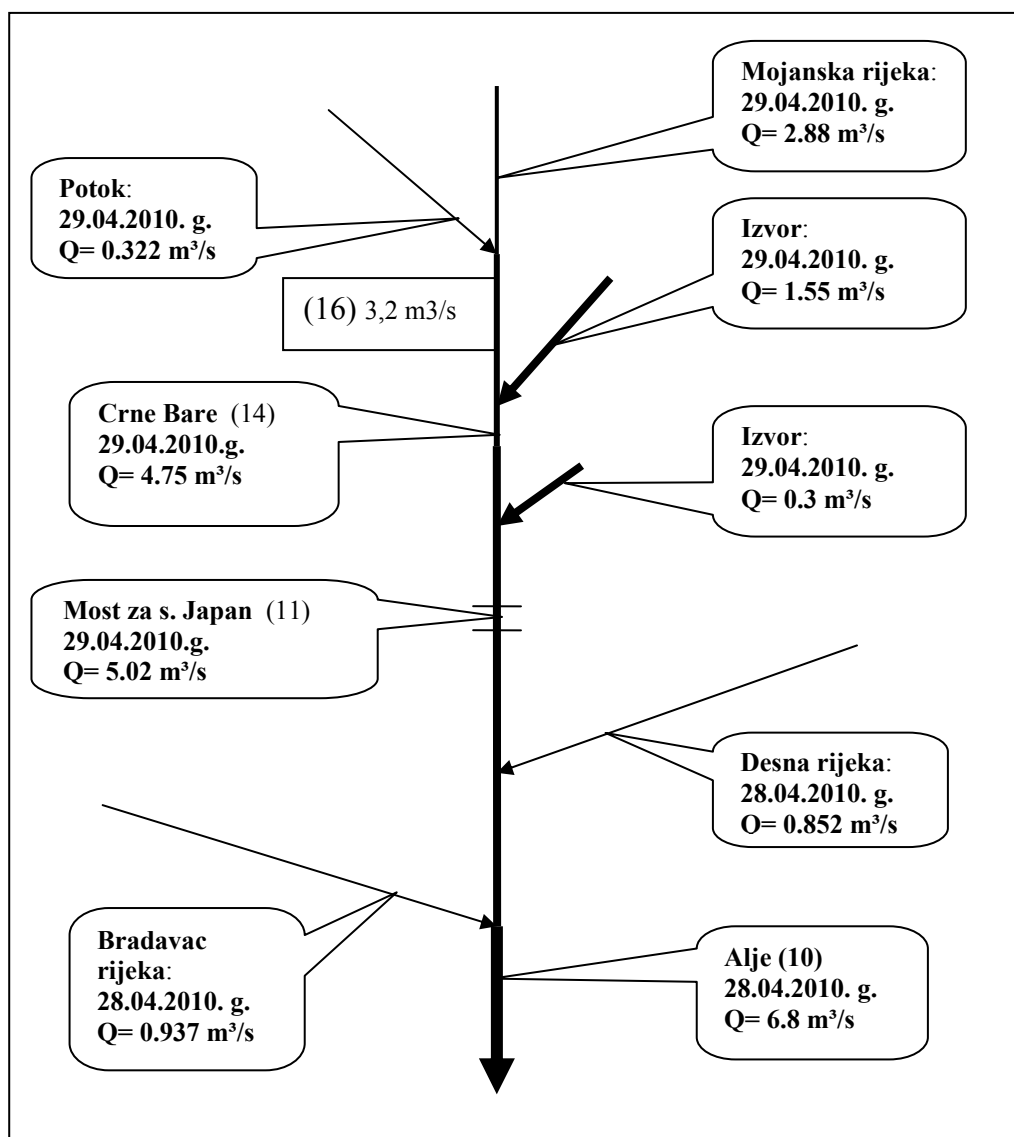 Mojanska rijeka:
29.04.2010. g.
Q= 2.88 m³/s
Potok:
29.04.2010. g.
Q= 0.322 m³/s
Izvor:
29.04.2010. g.
Q= 1.55 m³/s
(16) 3,2 m3/s
Crne Bare (14)
29.04.2010.g.
Q= 4.75 m³/s
Izvor:
29.04.2010. g.
Q= 0.3 m³/s
Most za s. Japan (11)
29.04.2010.g.
Q= 5.02 m³/s
Desna rijeka:
28.04.2010. g.
O= 0.852 m³/s
Bradavac
rijeka:
28.04.2010. g.
Q= 0.937 m³/s
Alje (10)
28.04.2010. g.
Q= 6.8 m³/s